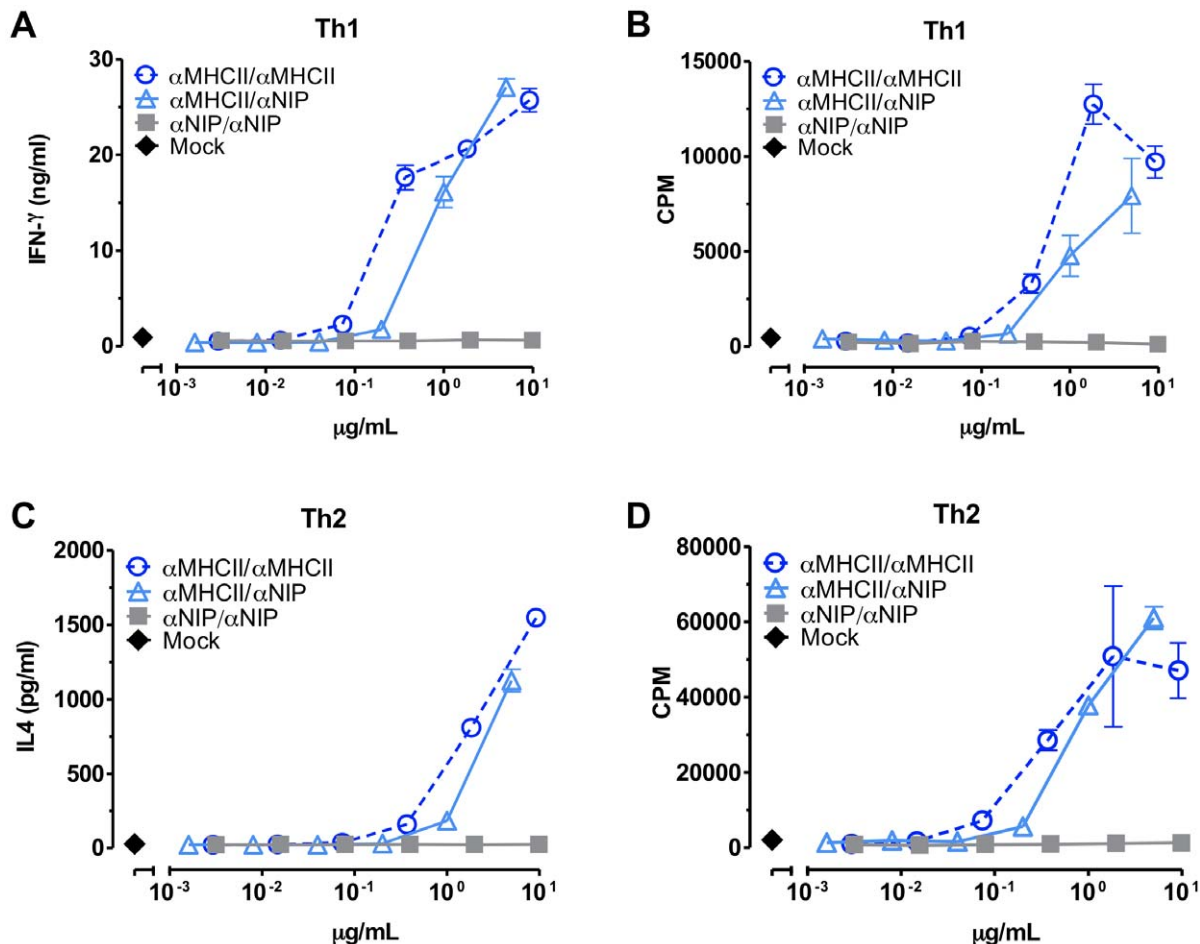 A
Th1
αMHCII/αMHCII
αMHCII/αNIP
αNIP/αNIP
Mock
IFN-γ (ng/ml)
30
20
10
0
10⁻³ 10⁻² 10⁻¹ 10⁰ 10¹
μg/mL
B
Th1
αMHCII/αMHCII
αMHCII/αNIP
αNIP/αNIP
Mock
CPM
15000
10000
5000
0
10⁻³ 10⁻² 10⁻¹ 10⁰ 10¹
μg/mL
C
Th2
αMHCII/αMHCII
αMHCII/αNIP
αNIP/αNIP
Mock
IL4 (pg/ml)
2000
1500
1000
500
0
10⁻³ 10⁻² 10⁻¹ 10⁰ 10¹
μg/mL
D
Th2
αMHCII/αMHCII
αMHCII/αNIP
αNIP/αNIP
Mock
CPM
80000
60000
40000
20000
0
10⁻³ 10⁻² 10⁻¹ 10⁰ 10¹
μg/mL